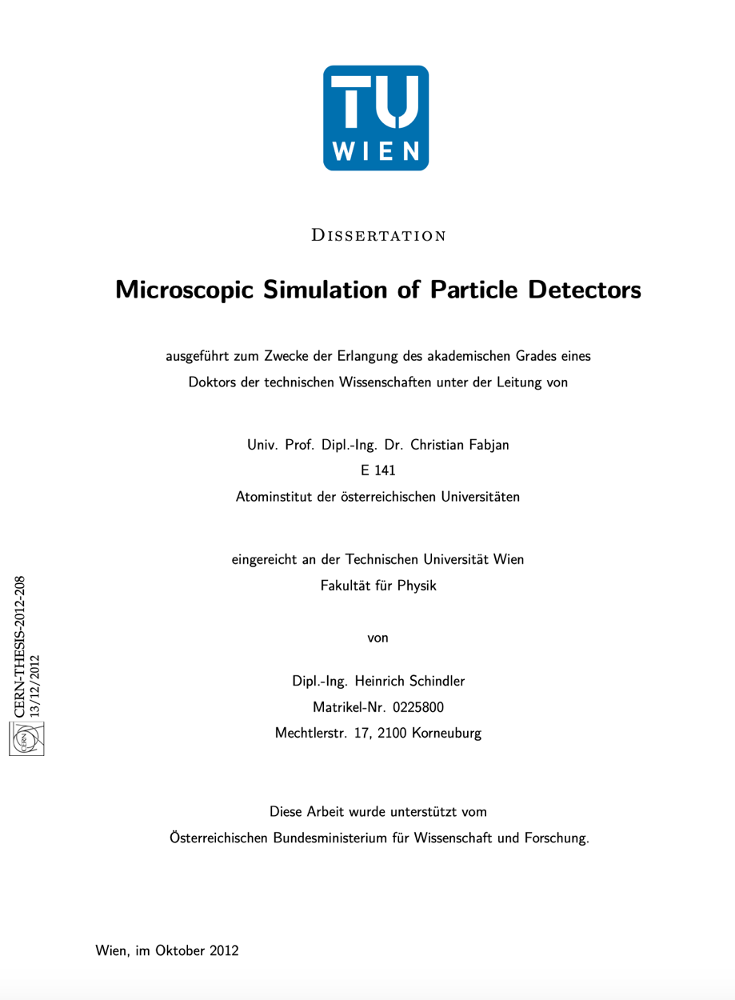 TU
WIEN
DISSERTATION
Microscopic Simulation of Particle Detectors
ausgeführt zum Zwecke der Erlangung des akademischen Grades eines
Doktors der technischen Wissenschaften unter der Leitung von
Univ. Prof. Dipl.-Ing. Dr. Christian Fabjan
E 141
Atominstitut der österreichischen Universitäten
eingereicht an der Technischen Universität Wien
Fakultät für Physik
von
Dipl.-Ing. Heinrich Schindler
Matrikel-Nr. 0225800
Mechtlerstr. 17, 2100 Korneuburg
Diese Arbeit wurde unterstützt vom
Österreichischen Bundesministerium für Wissenschaft und Forschung.
Wien, im Oktober 2012
CERN-THESIS-2012-208
13/12/2012
CERN